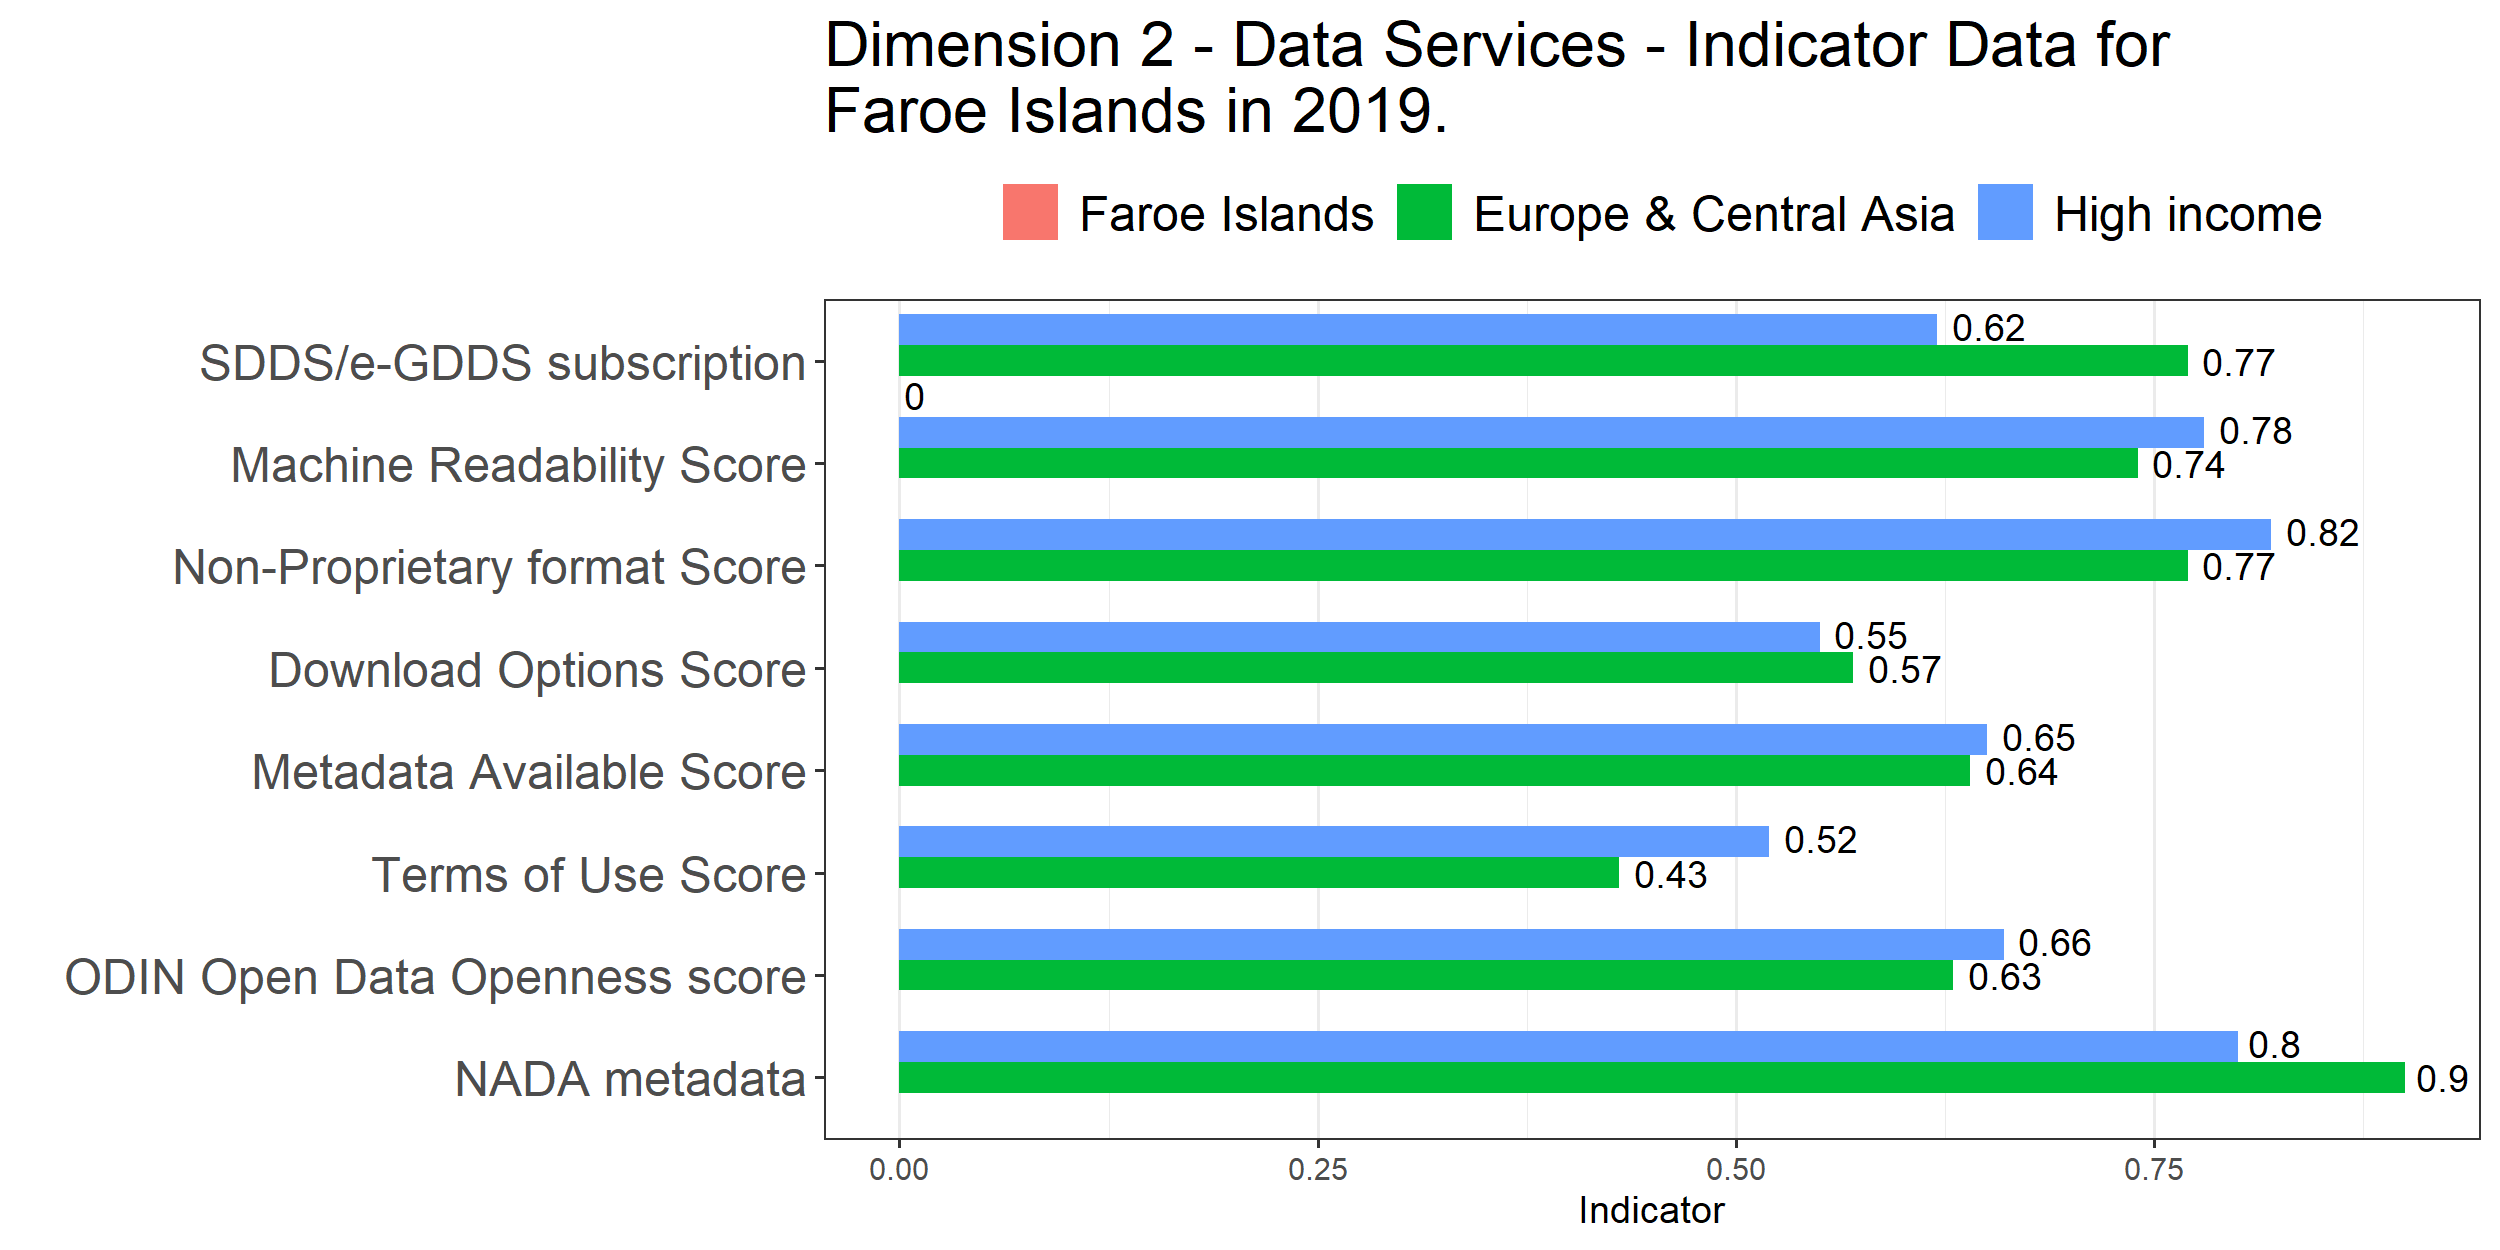 Dimension 2 - Data Services - Indicator Data for
Faroe Islands in 2019.
Faroe Islands Europe & Central Asia High income
SDDS/e-GDDS subscription
0.62
0.77
0
Machine Readability Score
0.78
0.74
Non-Proprietary format Score
0.82
0.77
Download Options Score
0.55
0.57
Metadata Available Score
0.65
0.64
Terms of Use Score
0.52
0.43
ODIN Open Data Openness score
0.66
0.63
NADA metadata
0.8
0.9
0.00 0.25 0.50 0.75
Indicator